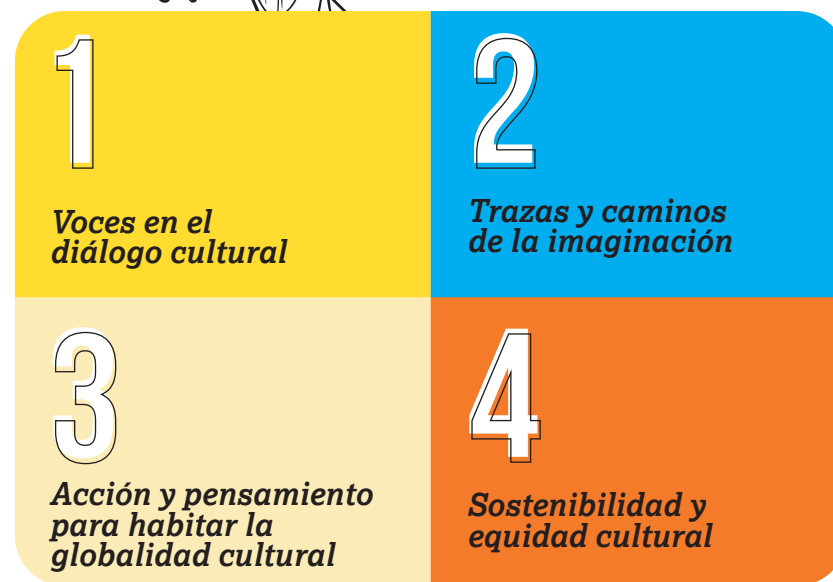 1
Voces en el
diálogo cultural
2
Trazas y caminos
de la imaginación
3
Acción y pensamiento
para habitar la
globalidad cultural
4
Sostenibilidad y
equidad cultural